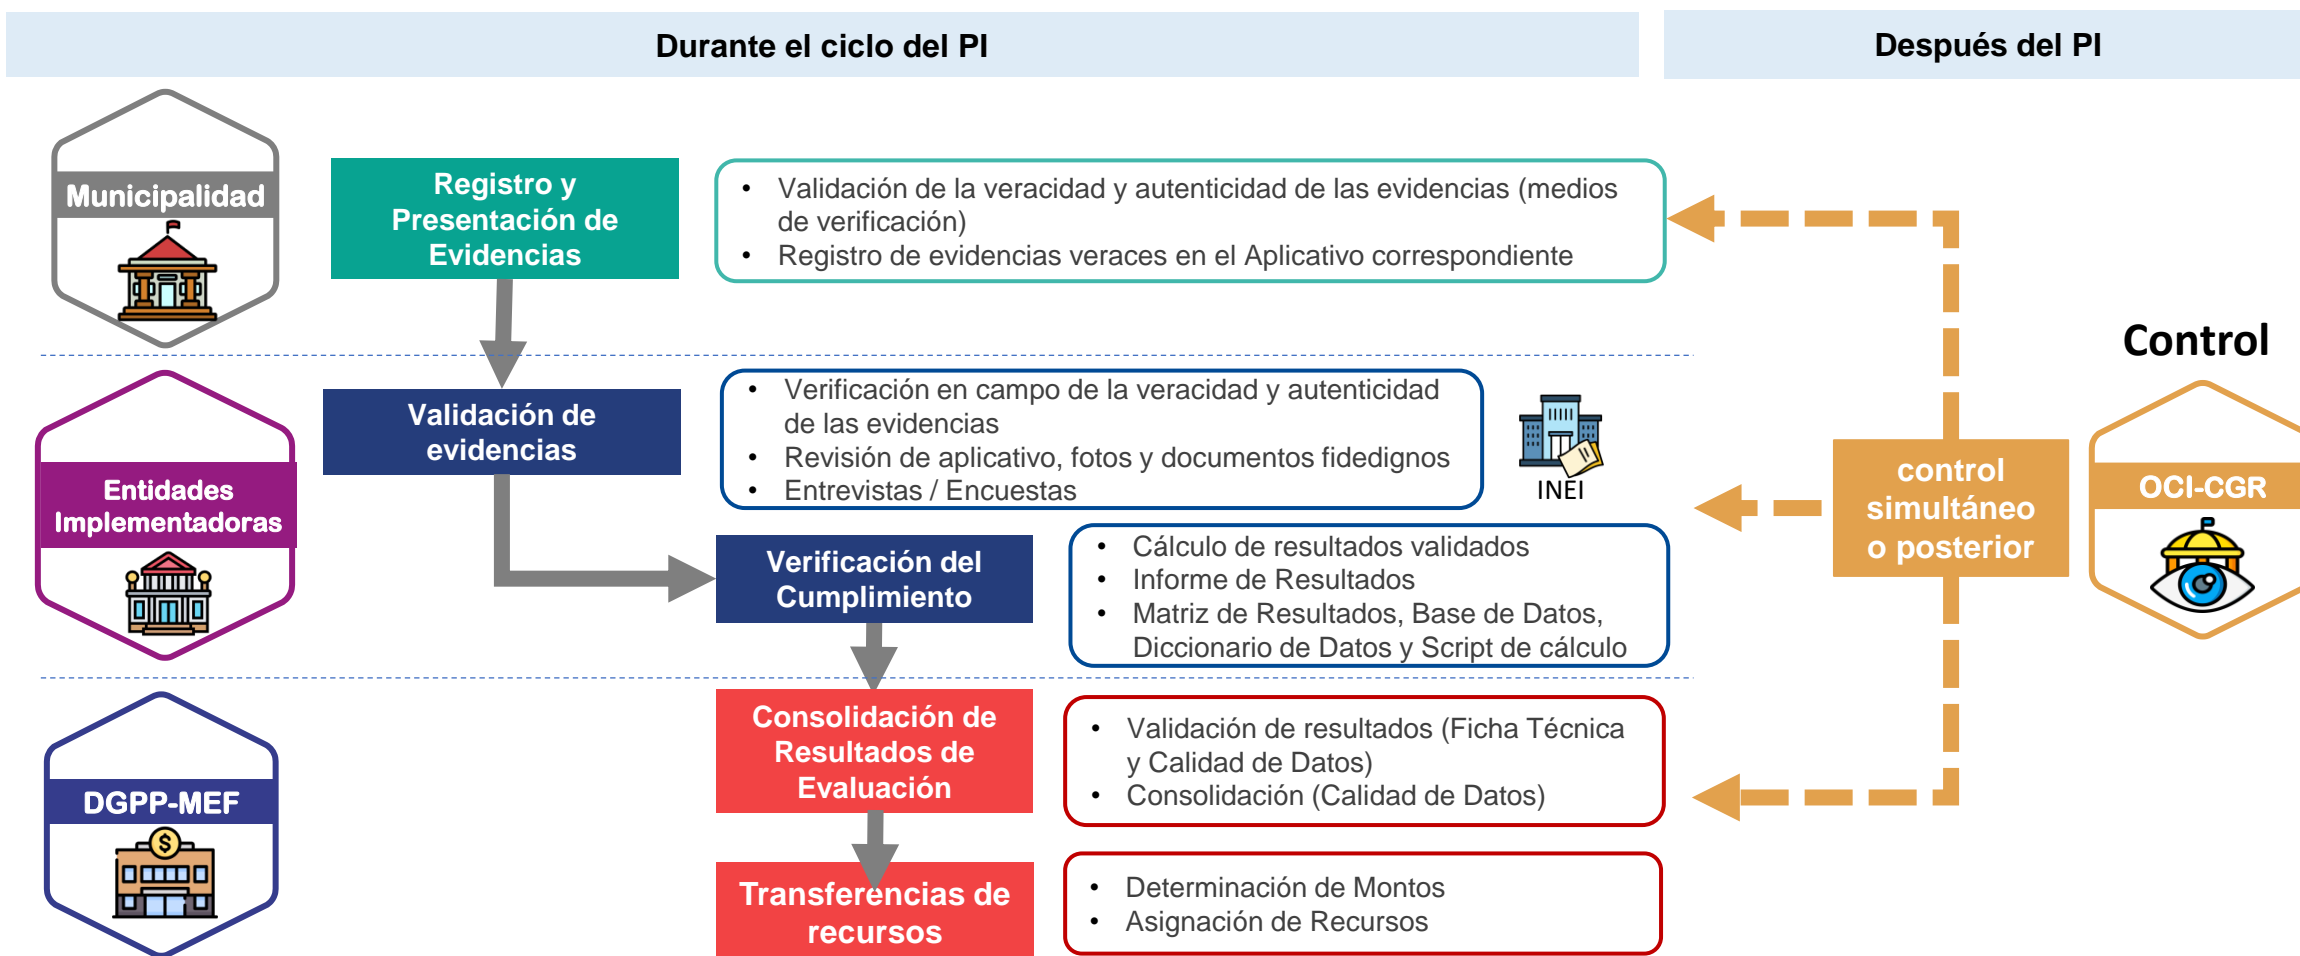 Durante el ciclo del PI
Después del PI
Municipalidad
Registro y
Presentación de
Evidencias
• Validación de la veracidad y autenticidad de las evidencias (medios
de verificación)
• Registro de evidencias veraces en el Aplicativo correspondiente
Entidades
Implementadoras
Validación de
evidencias
• Verificación en campo de la veracidad y autenticidad
de las evidencias
• Revisión de aplicativo, fotos y documentos fidedignos
• Entrevistas / Encuestas
INEI
Verificación del
Cumplimiento
• Cálculo de resultados validados
• Informe de Resultados
• Matriz de Resultados, Base de Datos,
Diccionario de Datos y Script de cálculo
DGPP-MEF
$
Consolidación de
Resultados de
Evaluación
• Validación de resultados (Ficha Técnica
y Calidad de Datos)
• Consolidación (Calidad de Datos)
Transferencias de
recursos
• Determinación de Montos
• Asignación de Recursos
Control
control
simultáneo
o posterior
OCI-CGR